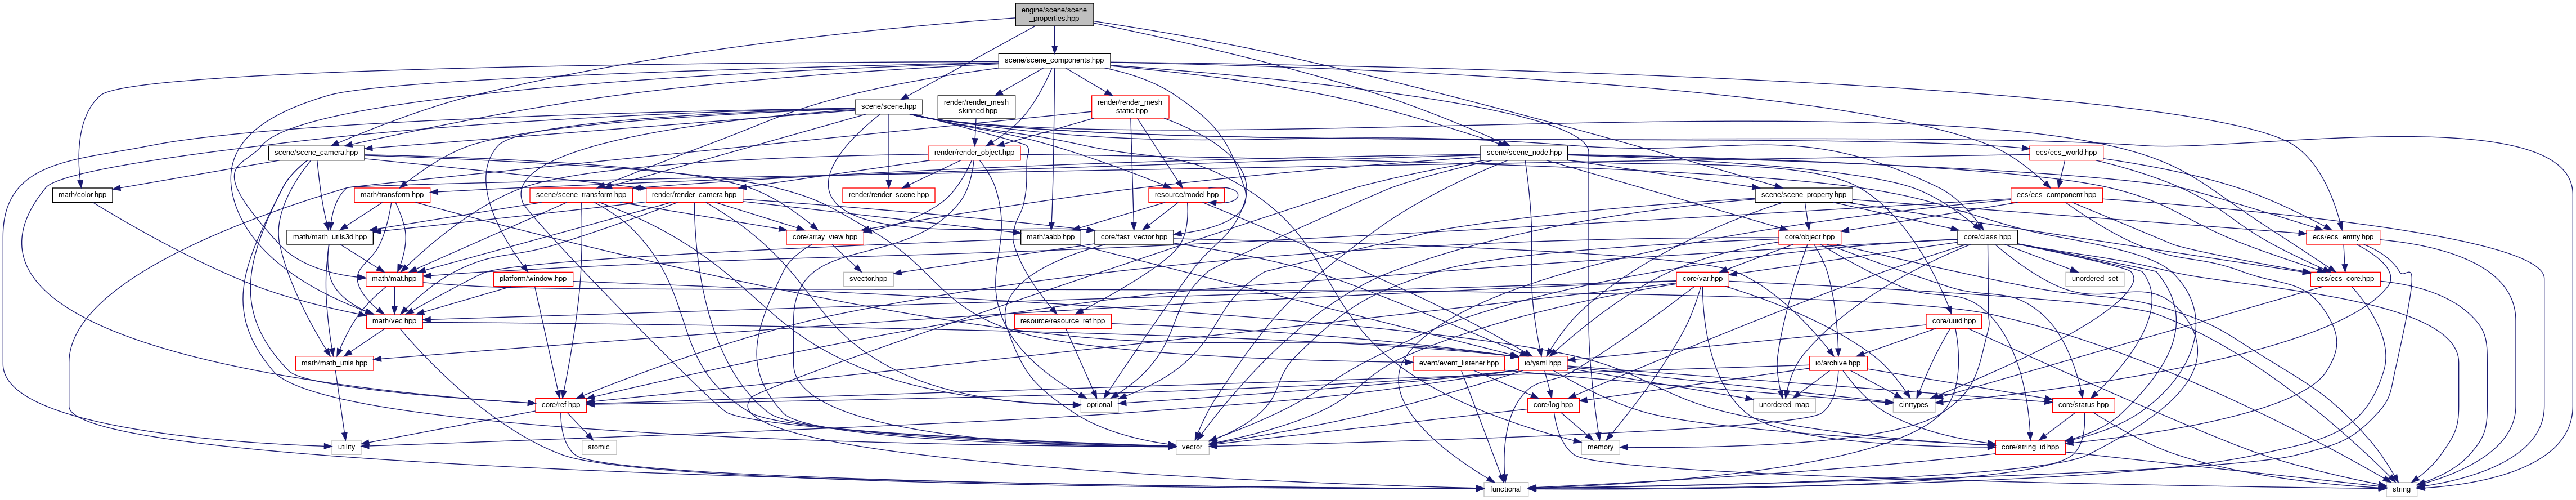 engine/scene/scene
_properties.hpp
scene/scene_components.hpp
scene/scene.hpp
render/render_mesh
_skinned.hpp
render/render_mesh
_static.hpp
scene/scene_camera.hpp
render/render_object.hpp
scene/scene_node.hpp
ecs/ecs_world.hpp
math/color.hpp
math/transform.hpp
scene/scene_transform.hpp
render/render_camera.hpp
render/render_scene.hpp
resource/model.hpp
scene/scene_property.hpp
ecs/ecs_component.hpp
math/math_utils3d.hpp
core/array_view.hpp
math/aabb.hpp
core/fast_vector.hpp
core/object.hpp
core/class.hpp
ecs/ecs_entity.hpp
math/mat.hpp
platform/window.hpp
svector.hpp
core/var.hpp
unordered_set
ecs/ecs_core.hpp
math/vec.hpp
resource/resource_ref.hpp
core/uuid.hpp
math/math_utils.hpp
event/event_listener.hpp
io/yaml.hpp
io/archive.hpp
core/ref.hpp
optional
core/log.hpp
unordered_map
cinttypes
core/status.hpp
utility
atomic
vector
memory
core/string_id.hpp
functional
string